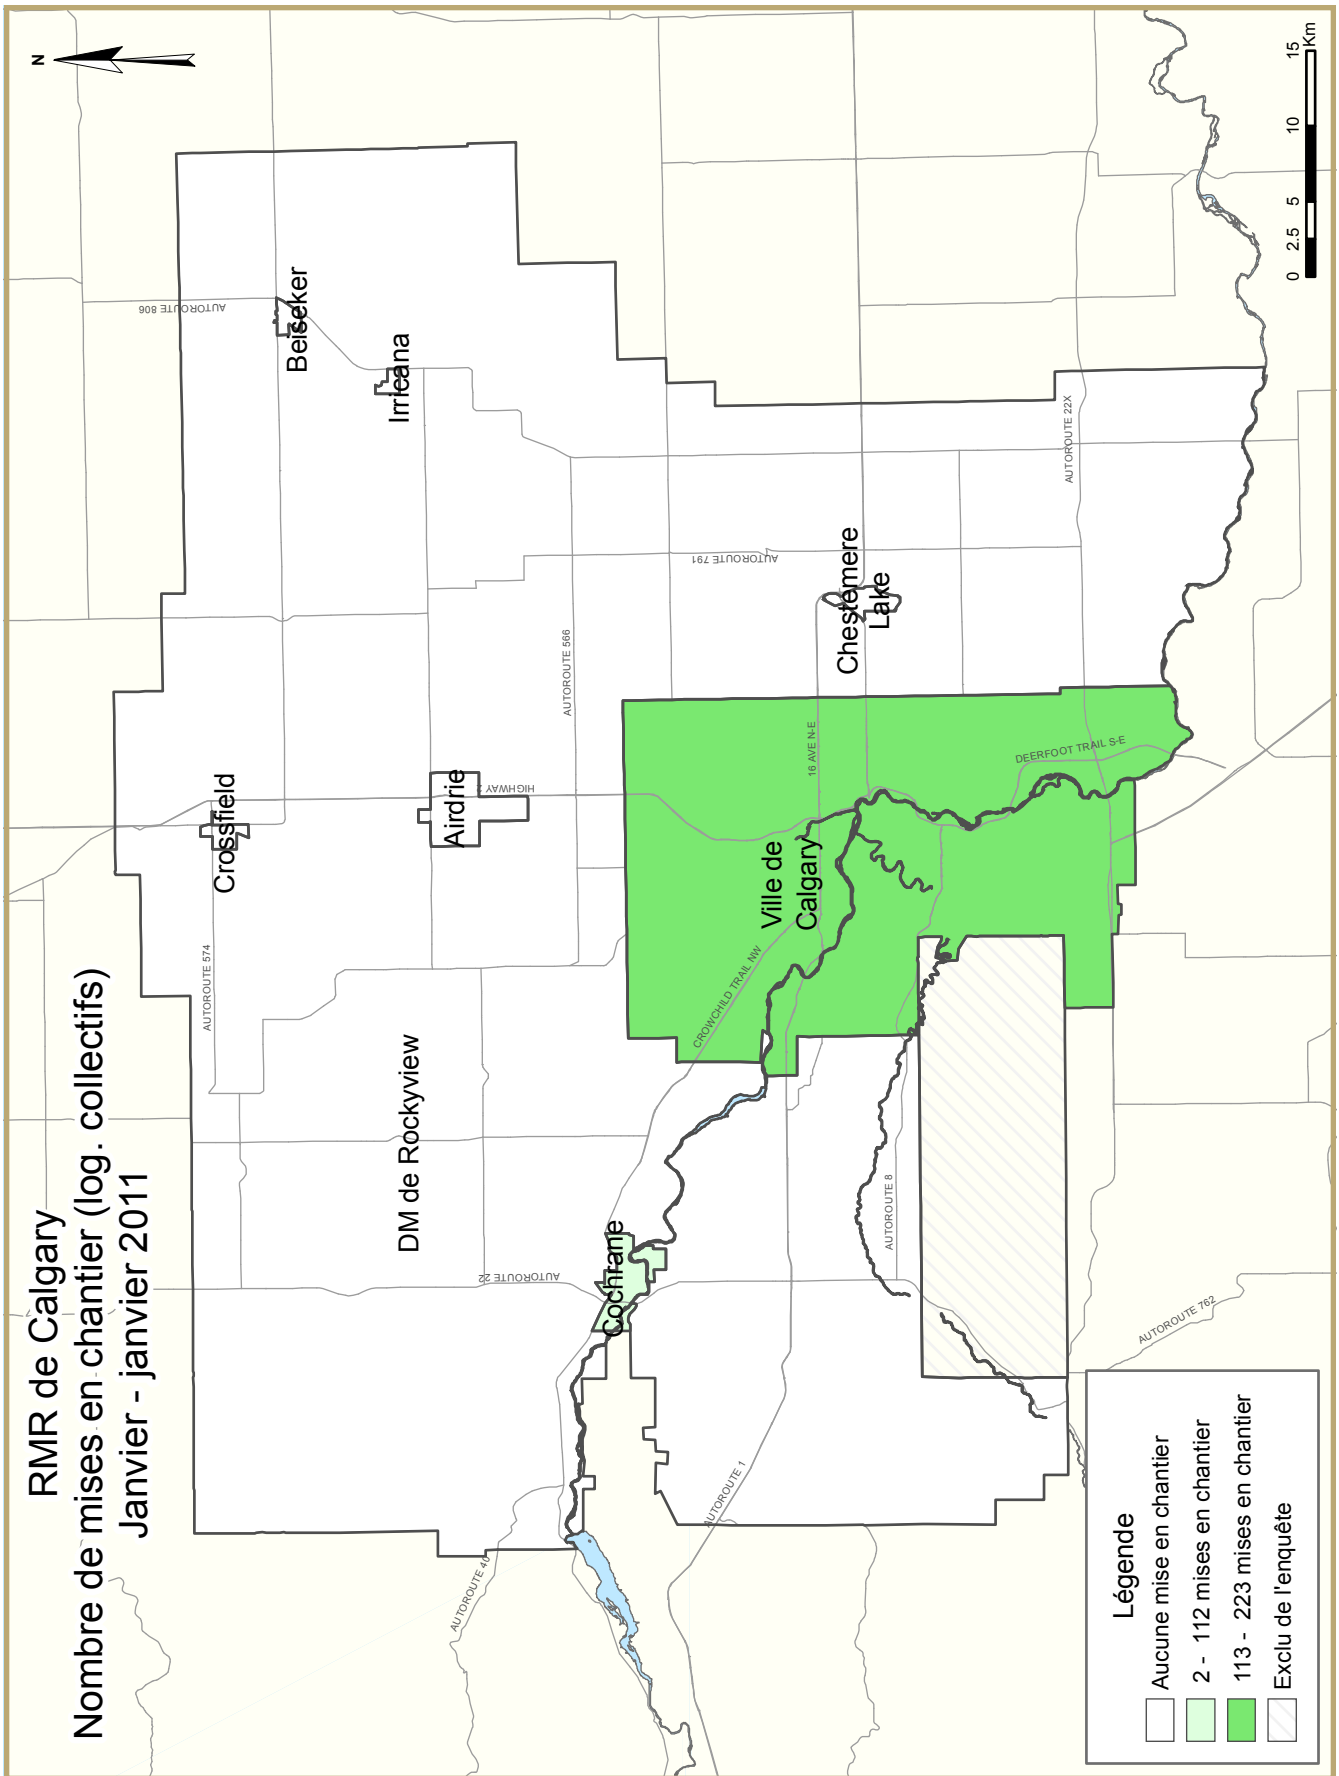 RMR de Calgary
Nombre de mises en chantier (log. collectifs)
Janvier - janvier 2011
N
AUTOROUTE 806
Beiseker
Irricana
AUTOROUTE 574
Crossfield
Airdrie
HIGHWAY 2
AUTOROUTE 566
AUTOROUTE 791
DM de Rockyview
AUTOROUTE 22
Cochrane
CROWCHILD TRAIL NW
Ville de
Calgary
16 AVE N-E
Chestemere
Lake
DEERFOOT TRAIL S-E
AUTOROUTE 22X
AUTOROUTE 40
AUTOROUTE 1
AUTOROUTE 8
AUTOROUTE 762
Légende
Aucune mise en chantier
2 - 112 mises en chantier
113 - 223 mises en chantier
Exclu de l'enquête
0 2.5 5 10 15
Km